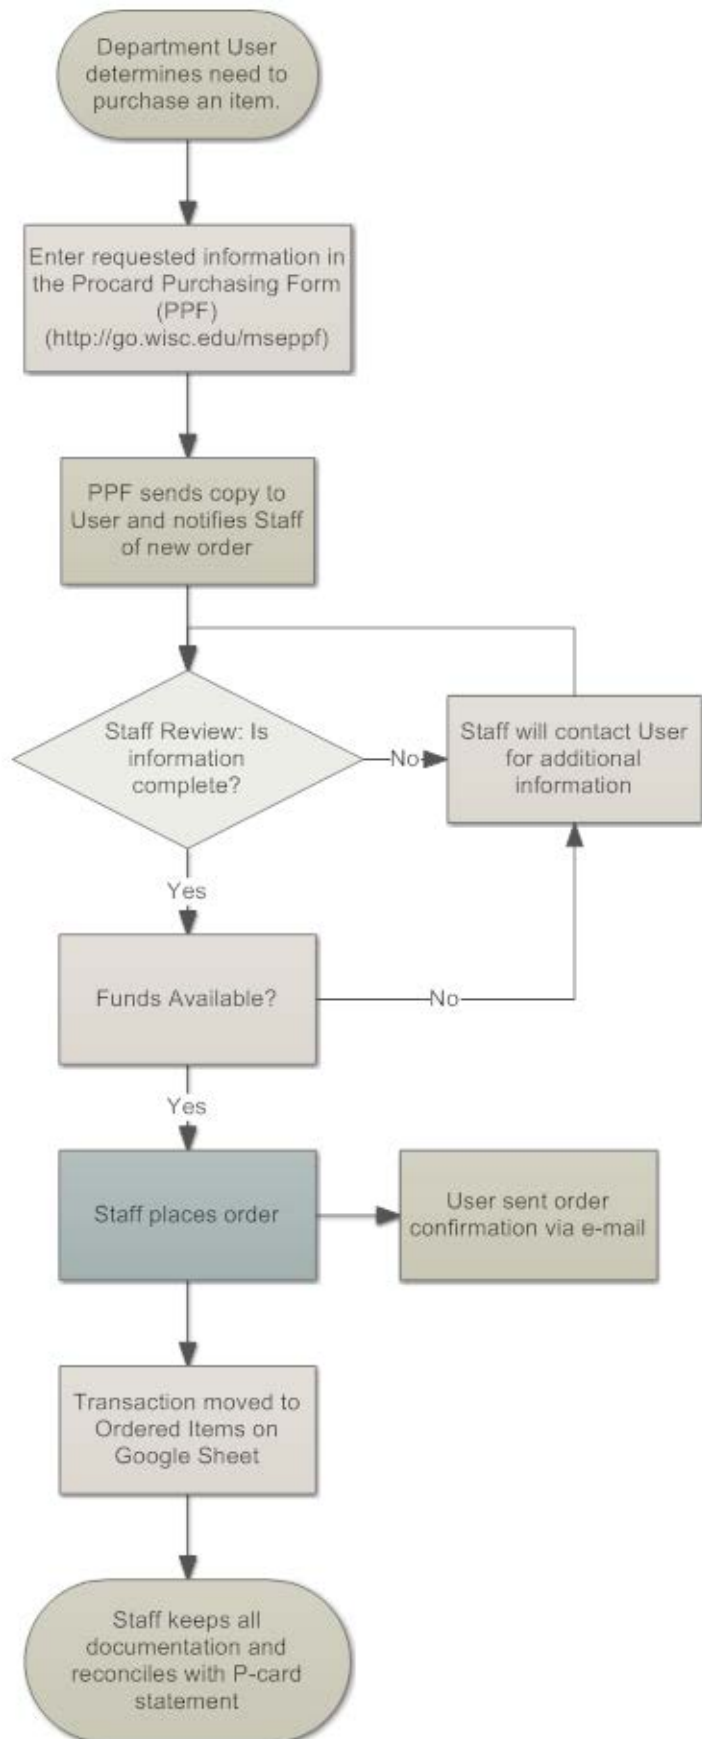 Department User
determines need to
purchase an item.
Enter requested information in
the Procard Purchasing Form
(PPF)
(http://go.wisc.edu/mseppf)
PPF sends copy to
User and notifies Staff
of new order
Staff Review: Is
information
complete?
No
Staff will contact User
for additional
information
Yes
Funds Available?
No
Yes
Staff places order
User sent order
confirmation via e-mail
Transaction moved to
Ordered Items on
Google Sheet
Staff keeps all
documentation and
reconciles with P-card
statement